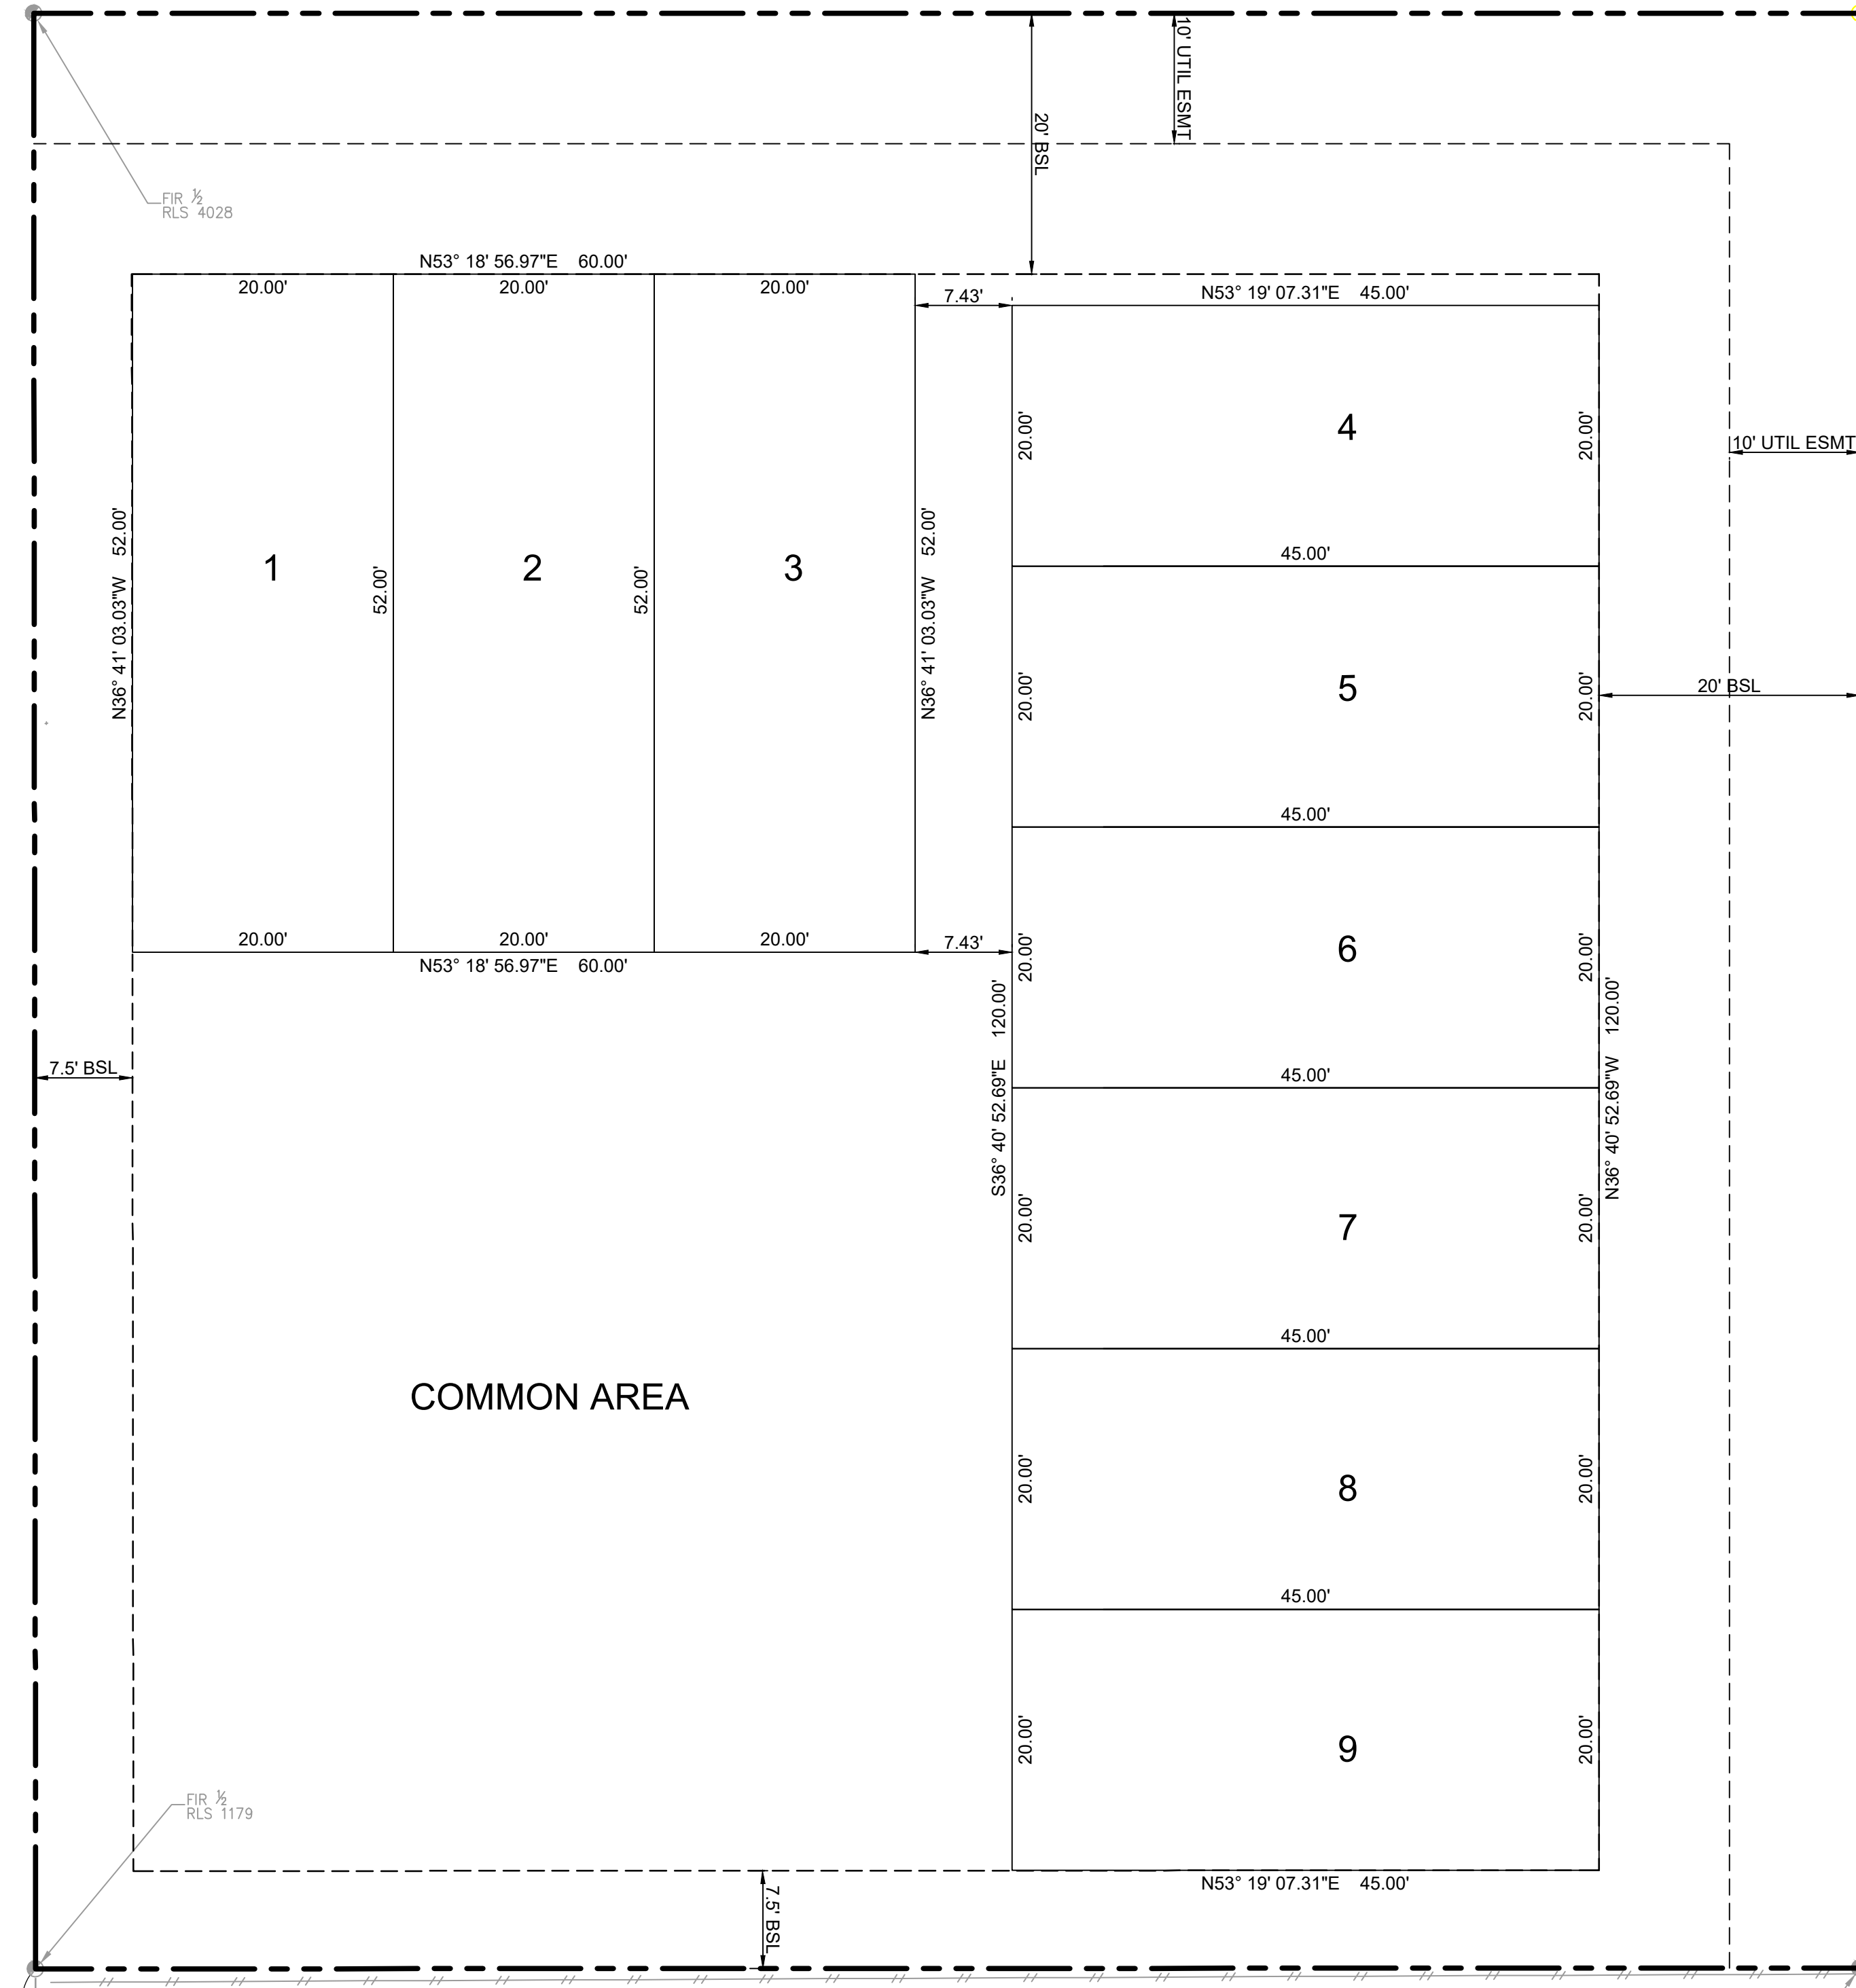 10' UTIL ESMT
20' BSL
FIR ½
RLS 4028
N53° 18' 56.97"E 60.00'
20.00'
20.00'
20.00'
7.43'
N53° 19' 07.31"E 45.00'
N36° 41' 03.03"W 52.00'
1
52.00'
2
52.00'
3
N36° 41' 03.03"W 52.00'
20.00'
4
20.00'
10' UTIL ESMT
45.00'
20.00'
5
20.00'
20' BSL
45.00'
20.00'
20.00'
20.00'
7.43'
N53° 18' 56.97"E 60.00'
20.00'
6
20.00'
7.5' BSL
S36° 40' 52.69"E 120.00'
45.00'
N36° 40' 52.69"W 120.00'
20.00'
7
20.00'
45.00'
COMMON AREA
20.00'
8
20.00'
45.00'
20.00'
9
20.00'
FIR ½
RLS 1179
N53° 19' 07.31"E 45.00'
7.5' BSL